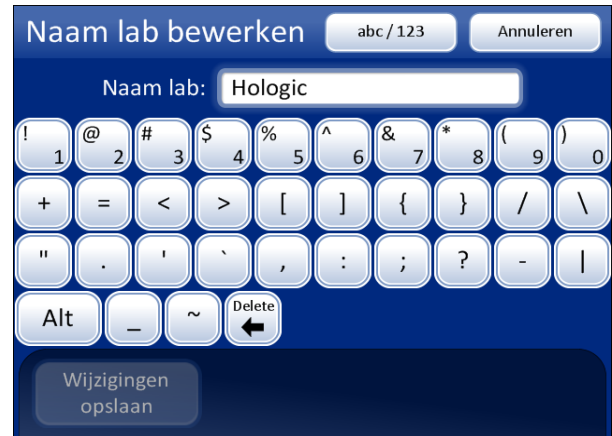 Naam lab bewerken abc / 123 Annuleren
Naam lab: Hologic
! 1 @ 2 # 3 $ 4 % 5 ^ 6 & 7 * 8 ( 9 ) 0
+ = < > [ ] { } / \
" . ' ` , : ; ? - |
Alt _ ~ Delete
Wijzigingen
opslaan